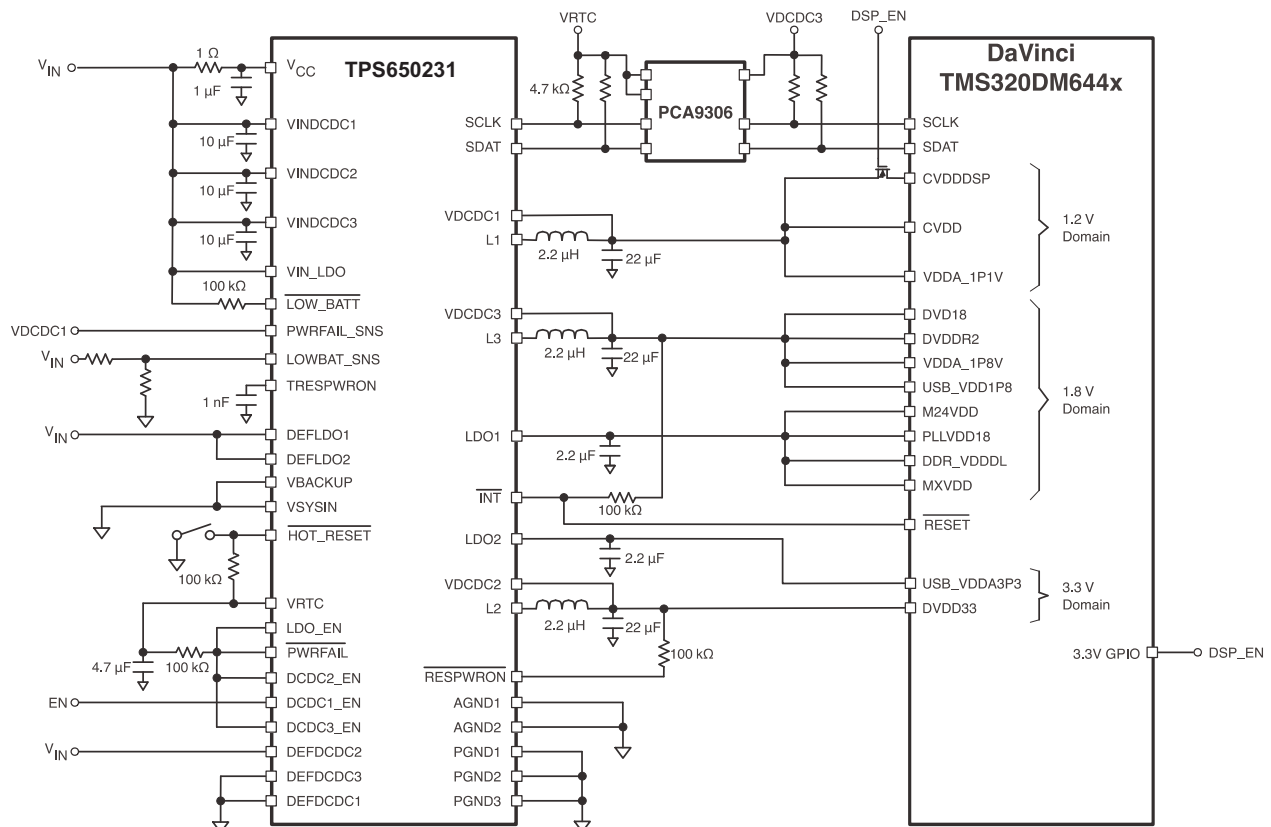 VRTC
VDCDC3
DSP_EN
VIN
1 Ω
1 µF
VCC
TPS650231
DaVinci
TMS320DM644x
4.7 kΩ
PCA9306
SCLK
SDAT
SCLK
SDAT
10 µF
VINDCDC1
10 µF
VINDCDC2
10 µF
VINDCDC3
VIN_LDO
100 kΩ
LOW_BATT
VDCDC1
PWRFAIL_SNS
VIN
LOWBAT_SNS
TRESPWRON
1 nF
VIN
DEFLDO1
DEFLDO2
VBACKUP
VSYSIN
HOT_RESET
100 kΩ
VRTC
LDO_EN
PWRFAIL
4.7 µF
100 kΩ
DCDC2_EN
EN
DCDC1_EN
DCDC3_EN
VIN
DEFDCDC2
DEFDCDC3
DEFDCDC1
VDCDC1
L1
2.2 µH
22 µF
VDCDC3
L3
2.2 µH
22 µF
LDO1
2.2 µF
INT
100 kΩ
LDO2
2.2 µF
VDCDC2
L2
2.2 µH
22 µF
100 kΩ
RESPWRON
AGND1
AGND2
PGND1
PGND2
PGND3
CVDDDSP
CVDD
VDDA_1P1V
1.2 V
Domain
DVD18
DVDDR2
VDDA_1P8V
USB_VDD1P8
M24VDD
PLLVDD18
DDR_VDDDL
MXVDD
1.8 V
Domain
RESET
USB_VDDA3P3
DVDD33
3.3 V
Domain
3.3V GPIO
DSP_EN